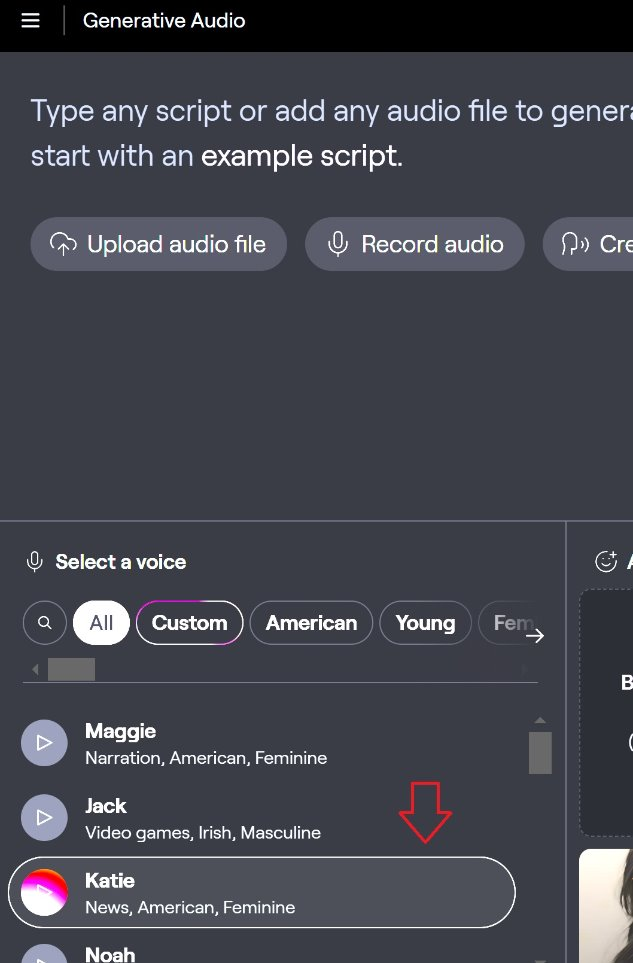 Generative Audio
Type any script or add any audio file to genera
start with an example script.
Upload audio file
Record audio
Cre
Select a voice
All
Custom
American
Young
Fem
Maggie
Narration, American, Feminine
Jack
Video games, Irish, Masculine
Katie
News, American, Feminine
Noah
A
B